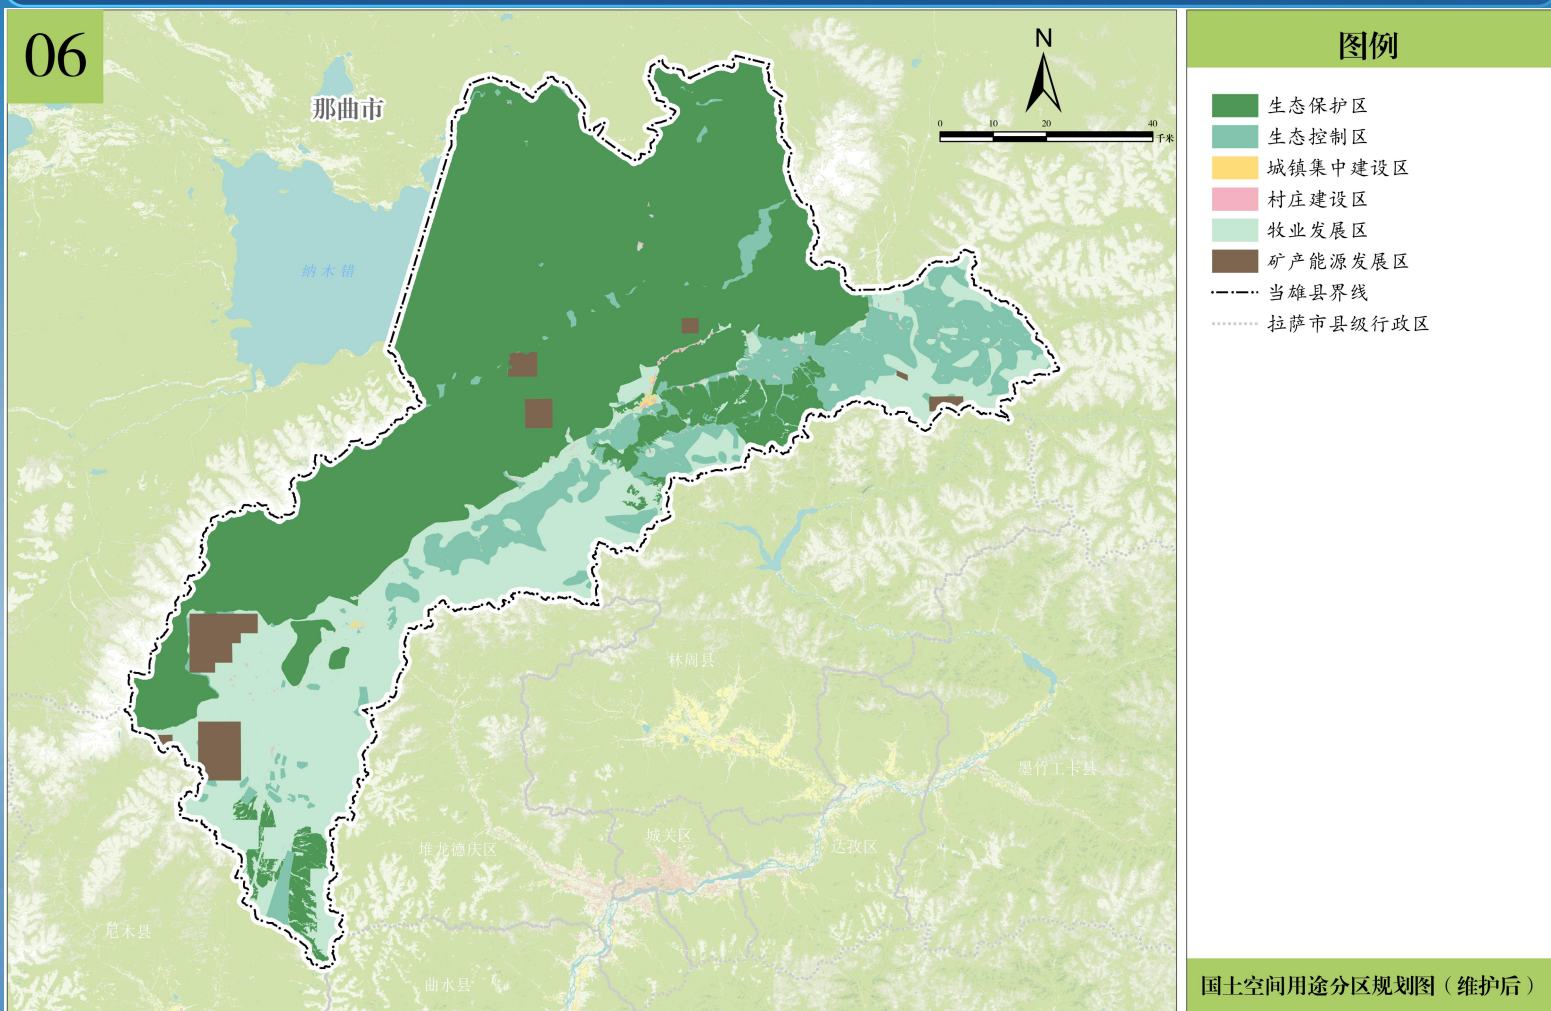 06
那曲市
N
0 10 20 40
千米
纳木错
林周县
墨竹工卡县
城关区
达孜区
堆龙德庆区
尼木县
曲水县
图例
生态保护区
生态控制区
城镇集中建设区
村庄建设区
牧业发展区
矿产能源发展区
当雄县界线
拉萨市县级行政区
国土空间用途分区规划图（维护后）